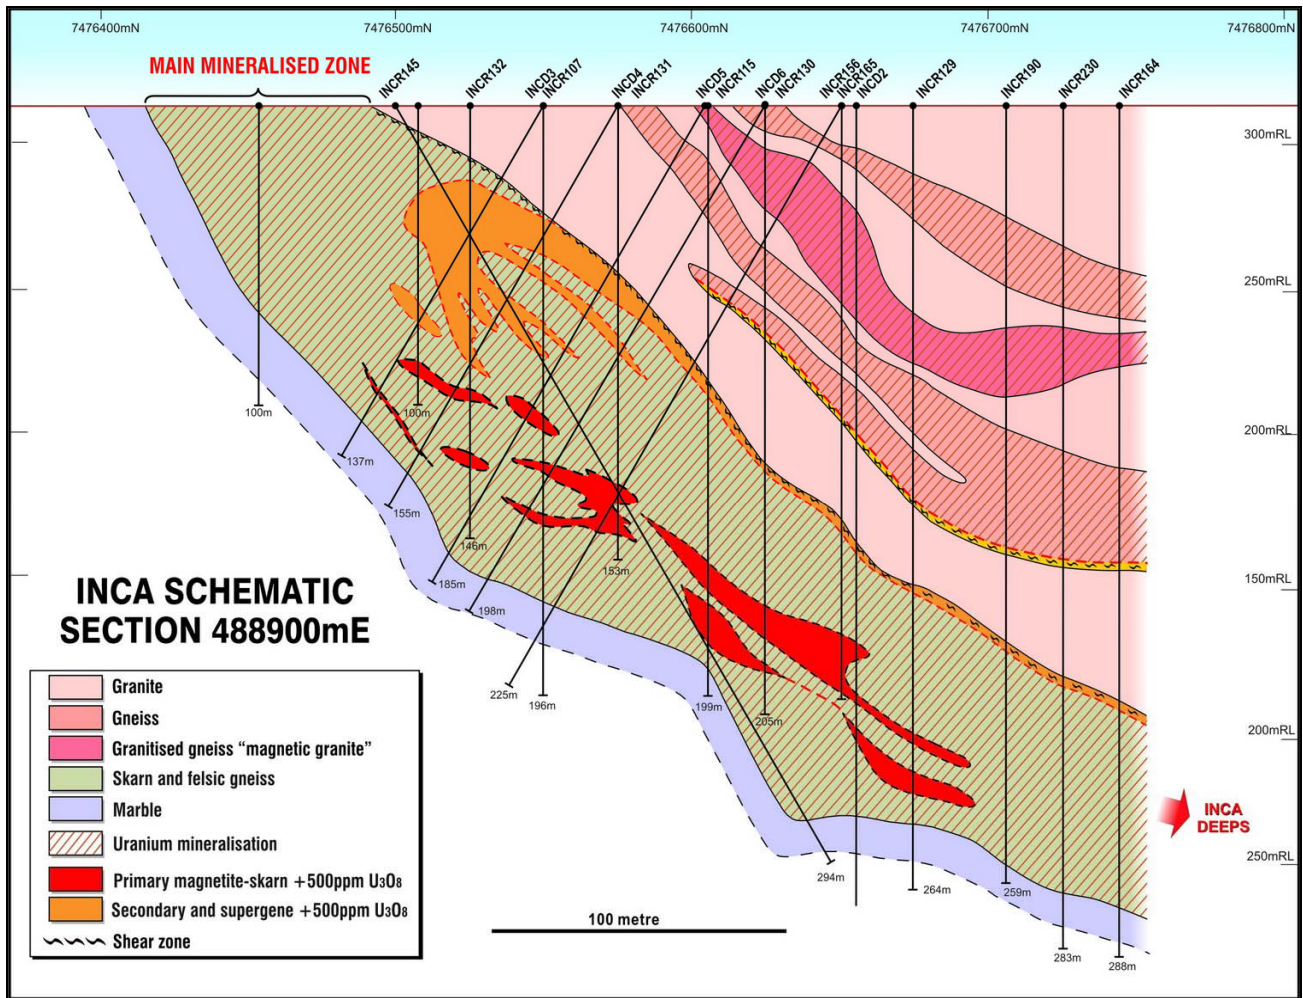 7476400mN
7476500mN
7476600mN
7476700mN
7476800mN
MAIN MINERALISED ZONE
INCR145
INCR132
INCD3
INCR107
INCD4
INCR131
INCD5
INCR115
INCD6
INCR130
INCR156
INCR165
INCD2
INCR129
INCR190
INCR230
INCR164
300mRL
250mRL
200mRL
150mRL
200mRL
250mRL
100m
100m
137m
155m
146m
153m
185m
198m
225m
196m
199m
205m
294m
264m
259m
283m
288m
INCA SCHEMATIC
SECTION 488900mE
Granite
Gneiss
Granitised gneiss “magnetic granite”
Skarn and felsic gneiss
Marble
Uranium mineralisation
Primary magnetite-skarn +500ppm U₃O₈
Secondary and supergene +500ppm U₃O₈
Shear zone
100 metre
INCA
DEEPS